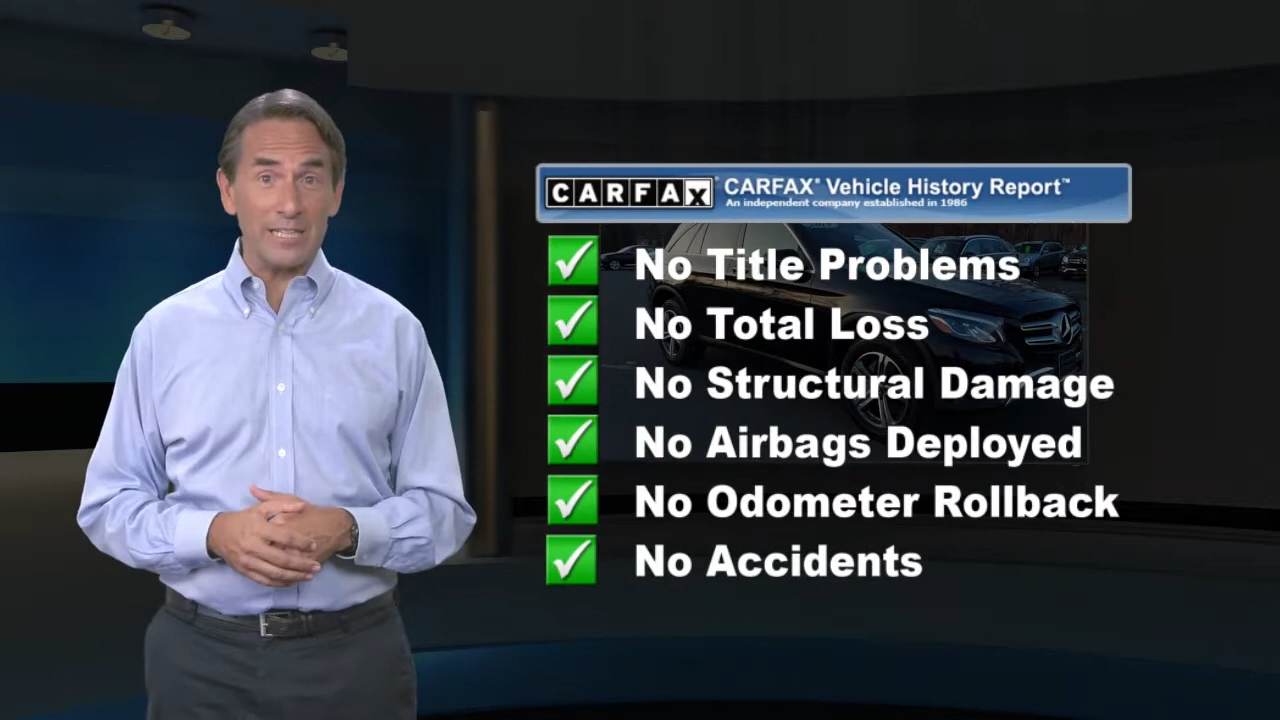 CARFAX® CARFAX® Vehicle History Report™
An independent company established in 1986
No Title Problems
No Total Loss
No Structural Damage
No Airbags Deployed
No Odometer Rollback
No Accidents